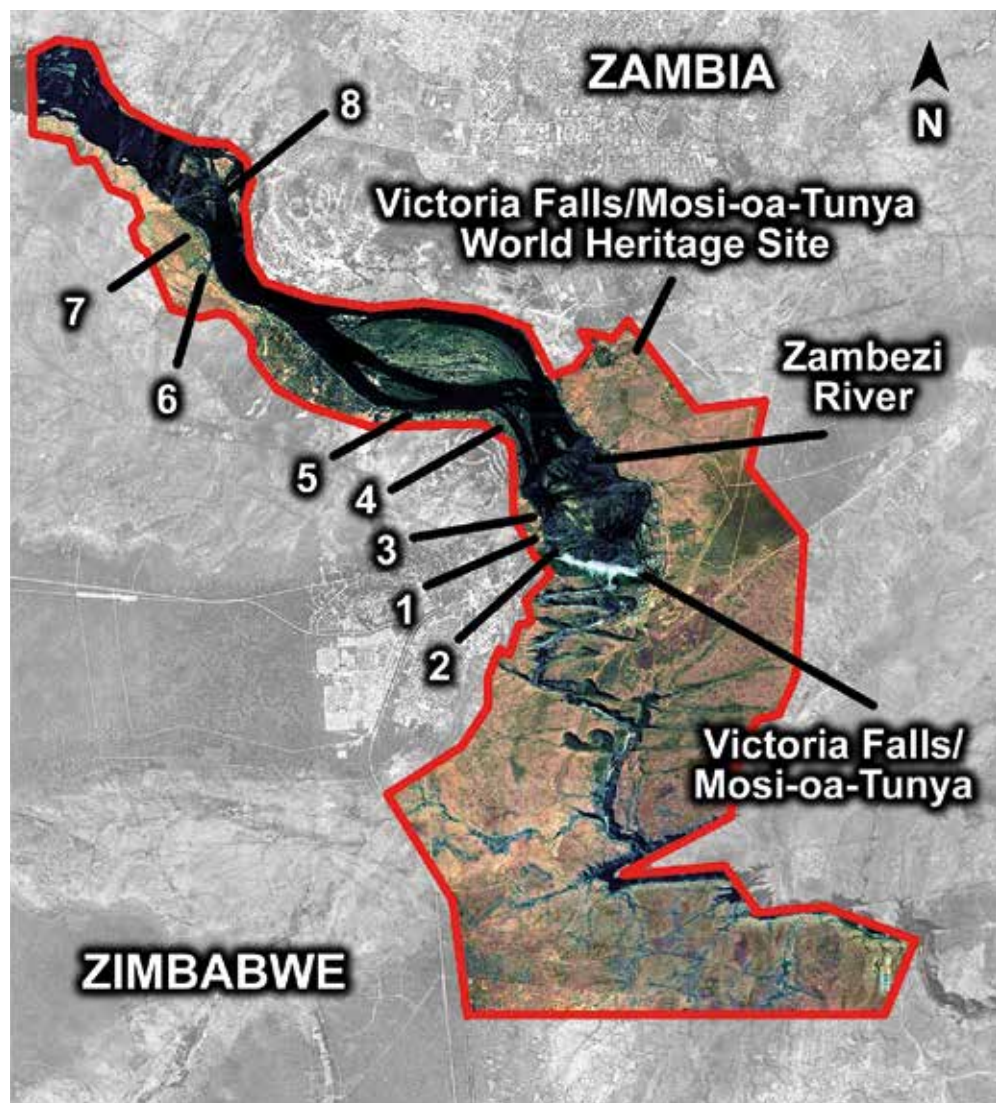 ZAMBIA
N
8
Victoria Falls/Mosi-oa-Tunya
World Heritage Site
7
Zambezi
River
6
5
4
3
1
2
Victoria Falls/
Mosi-oa-Tunya
ZIMBABWE